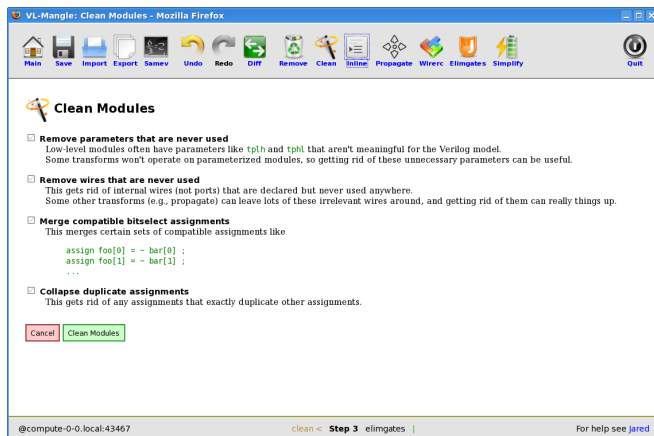 VL-Mangle: Clean Modules - Mozilla Firefox
Main Save Import Export Samev Undo Redo Diff Remove Clean Inline Propagate Wirerc Elimgates Simplify Quit
Clean Modules
Remove parameters that are never used
Low-level modules often have parameters like tplh and tphl that aren't meaningful for the Verilog model.
Some transforms won't operate on parameterized modules, so getting rid of these unnecessary parameters can be useful.
Remove wires that are never used
This gets rid of internal wires (not ports) that are declared but never used anywhere.
Some other transforms (e.g., propagate) can leave lots of these irrelevant wires around, and getting rid of them can really things up.
Merge compatible bitselect assignments
This merges certain sets of compatible assignments like
assign foo[0] = ~ bar[0] ;
assign foo[1] = ~ bar[1] ;
...
Collapse duplicate assignments
This gets rid of any assignments that exactly duplicate other assignments.
Cancel Clean Modules
@compute-0-0.local:43467 clean < Step 3 elimgates | For help see Jared